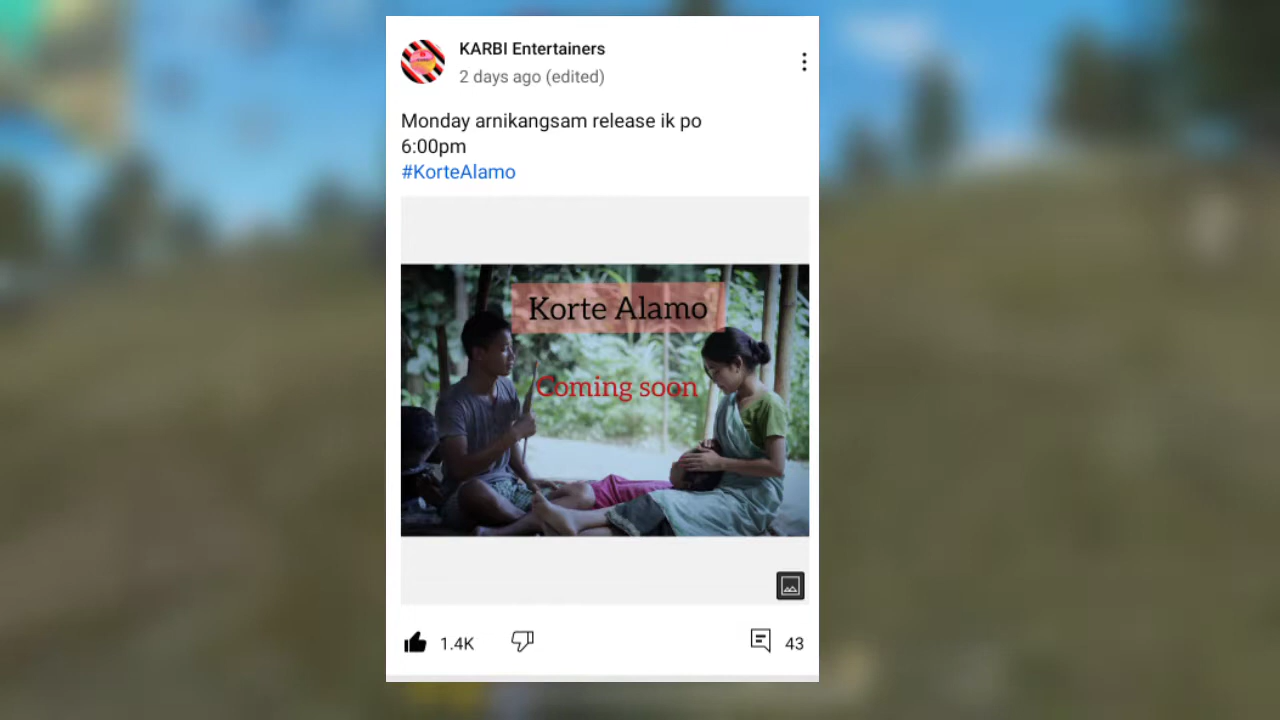 KARBI Entertainers
2 days ago (edited)
Monday arnikangsam release ik po
6:00pm
#KorteAlamo
Korte Alamo
Coming soon
1.4K
43